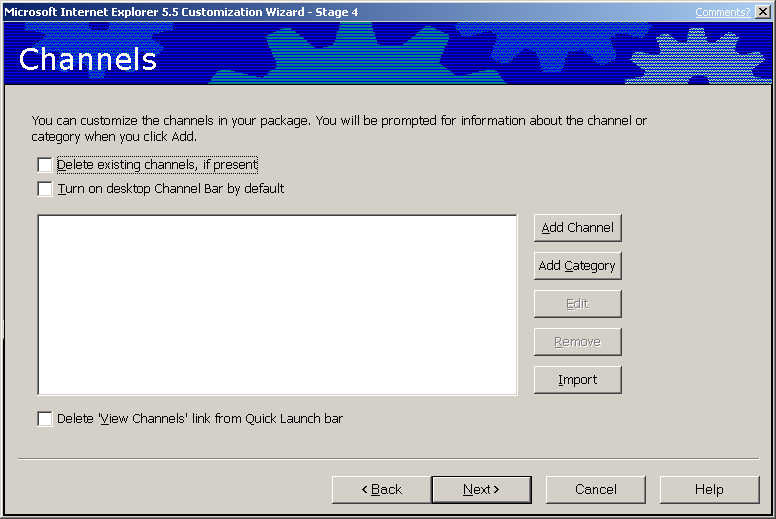 Microsoft Internet Explorer 5.5 Customization Wizard - Stage 4
Comments?
Channels
You can customize the channels in your package. You will be prompted for information about the channel or
category when you click Add.
Delete existing channels, if present
Turn on desktop Channel Bar by default
Add Channel
Add Category
Edit
Remove
Import
Delete 'View Channels' link from Quick Launch bar
< Back
Next >
Cancel
Help